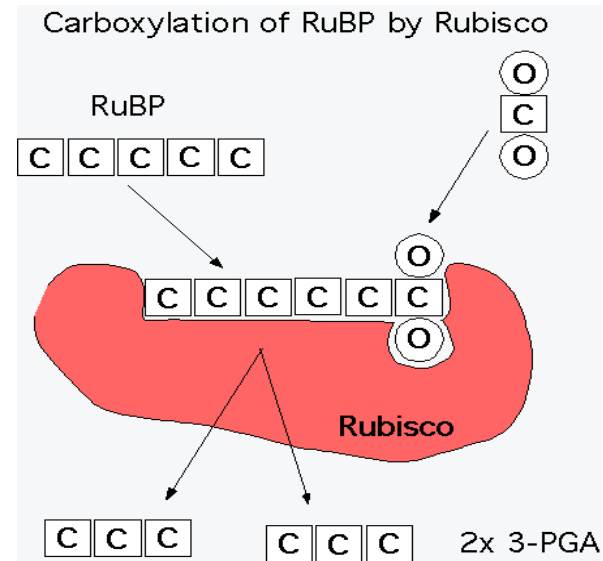 Carboxylation of RuBP by Rubisco
O
C
O
RuBP
C C C C C
O
C C C C C C
O
Rubisco
C C C
C C C
2x 3-PGA